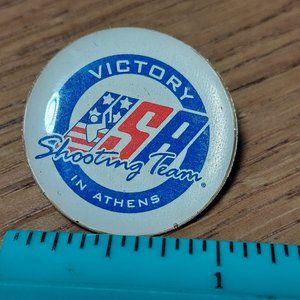 VICTORY
USA
Shooting Team
IN ATHENS
1